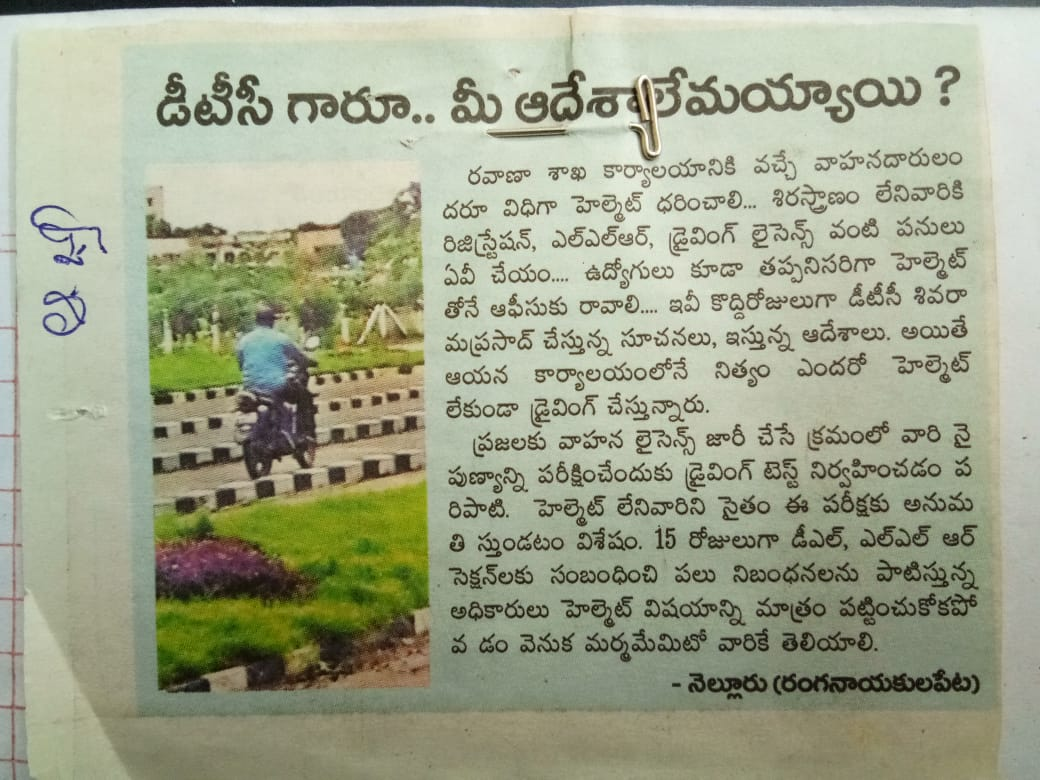 డీటీసీ గారూ.. మీ ఆదేశాలేమయ్యాయి ?
రవాణా శాఖ కార్యాలయానికి వచ్చే వాహనదారులం
దరూ విధిగా హెల్మెట్ ధరించాలి... శిరస్త్రాణం లేనివారికి
రిజిస్ట్రేషన్, ఎల్ఎల్ఆర్, డ్రైవింగ్ లైసెన్స్ వంటి పనులు
ఏవీ చేయం.... ఉద్యోగులు కూడా తప్పనిసరిగా హెల్మెట్
తోనే ఆఫీసుకు రావాలి.... ఇవీ కొద్దిరోజులుగా డీటీసీ శివరా
మప్రసాద్ చేస్తున్న సూచనలు, ఇస్తున్న ఆదేశాలు. అయితే
ఆయన కార్యాలయంలోనే నిత్యం ఎందరో హెల్మెట్
లేకుండా డ్రైవింగ్ చేస్తున్నారు.
ప్రజలకు వాహన లైసెన్స్ జారీ చేసే క్రమంలో వారి నై
పుణ్యాన్ని పరీక్షించేందుకు డ్రైవింగ్ టెస్ట్ నిర్వహించడం ప
రిపాటి. హెల్మెట్ లేనివారిని సైతం ఈ పరీక్షకు అనుమ
తి స్తుండటం విశేషం. 15 రోజులుగా డీఎల్, ఎల్ఎల్ ఆర్
సెక్షన్‌లకు సంబంధించి పలు నిబంధనలను పాటిస్తున్న
అధికారులు హెల్మెట్ విషయాన్ని మాత్రం పట్టించుకోకపో
వ డం వెనుక మర్మమేమిటో వారికే తెలియాలి.
- నెల్లూరు (రంగనాయకులపేట)